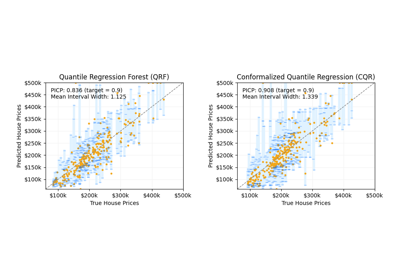 Quantile Regression Forest (QRF)
PICP: 0.836 (target = 0.9)
Mean Interval Width: 1.125
$500k
$450k
$400k
$350k
$300k
$250k
$200k
$150k
$100k
Predicted House Prices
$100k $200k $300k $400k $500k
True House Prices
Conformalized Quantile Regression (CQR)
PICP: 0.908 (target = 0.9)
Mean Interval Width: 1.339
$500k
$450k
$400k
$350k
$300k
$250k
$200k
$150k
$100k
Predicted House Prices
$100k $200k $300k $400k $500k
True House Prices